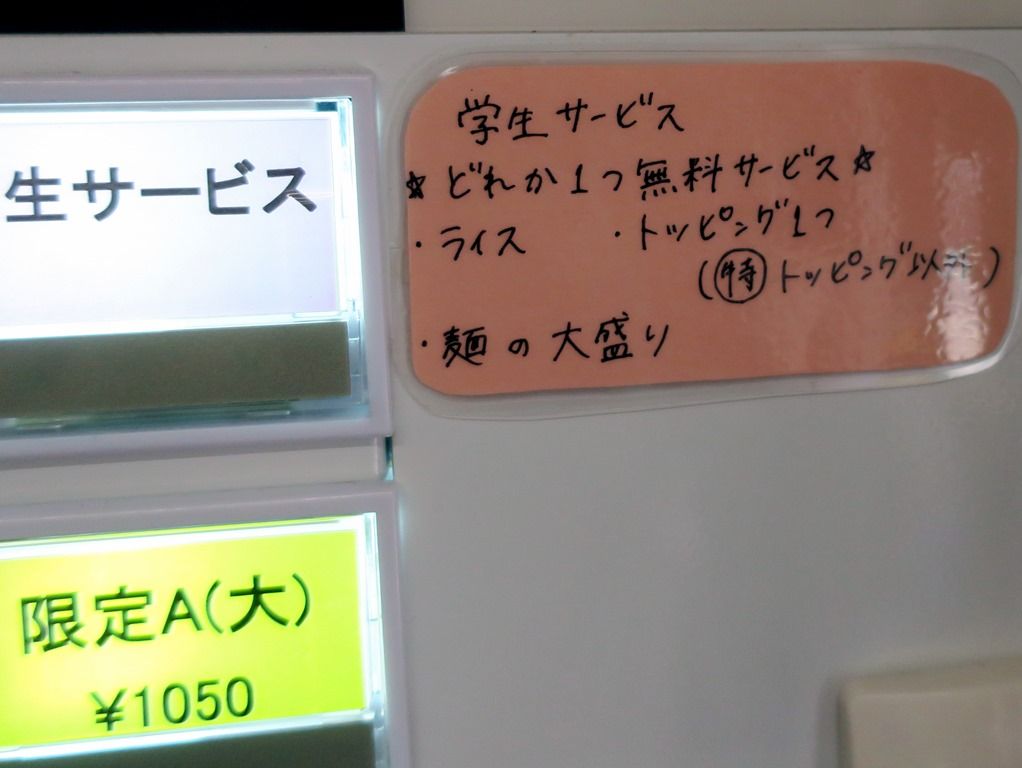 生サービス
学生サービス
☆どれか1つ無料サービス☆
・ライス ・トッピング1つ
(特トッピング以外)
・麺の大盛り
限定A(大)
¥1050